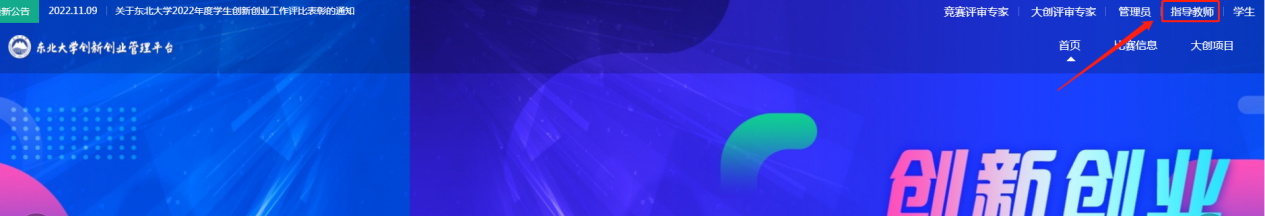 新公告 2022.11.09 关于东北大学2022年度学生创新创业工作评比表彰的通知 竞赛评审专家 大创评审专家 管理员 指导教师 学生
东北大学创新创业管理平台 首页 比赛信息 大创项目
创新创业